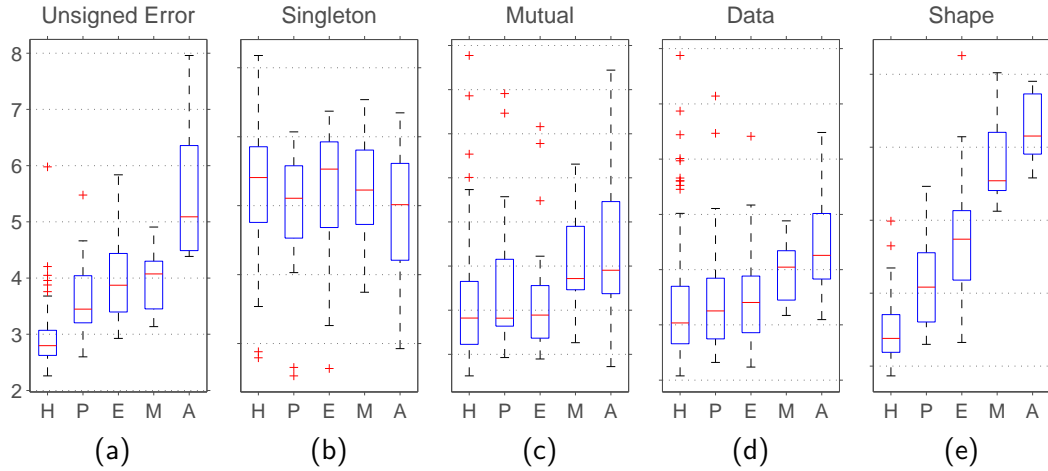 Unsigned Error Singleton Mutual Data Shape
8
7
6
5
4
3
2
H P E M A H P E M A H P E M A H P E M A H P E M A
(a) (b) (c) (d) (e)